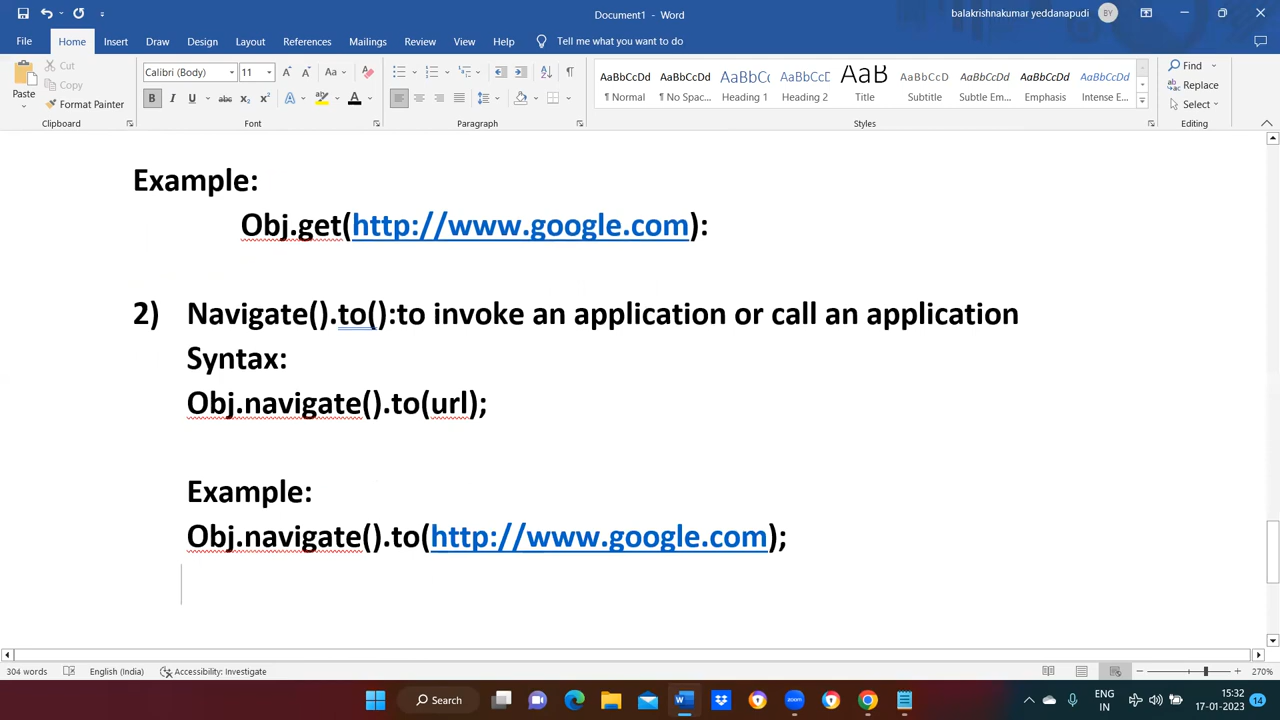 Document1 - Word
balakrishnakumar yeddanapudi
BY
File Home Insert Draw Design Layout References Mailings Review View Help Tell me what you want to do
Paste
Cut
Copy
Format Painter
Clipboard
Calibri (Body) 11
Font
Paragraph
AaBbCcDd AaBbCcDd AaBbCc AaBbCcD AaB AaBbCcDd AaBbCcDd AaBbCcDd AaBbCcDd
¶ Normal ¶ No Spac... Heading 1 Heading 2 Title Subtitle Subtle Em... Emphasis Intense E...
Styles
Find
Replace
Select
Editing
Example:
Obj.get(http://www.google.com):
2) Navigate().to():to invoke an application or call an application
Syntax:
Obj.navigate().to(url);
Example:
Obj.navigate().to(http://www.google.com);
304 words English (India) Accessibility: Investigate 270%
Search
zoom
ENG
IN
15:32
17-01-2023
14